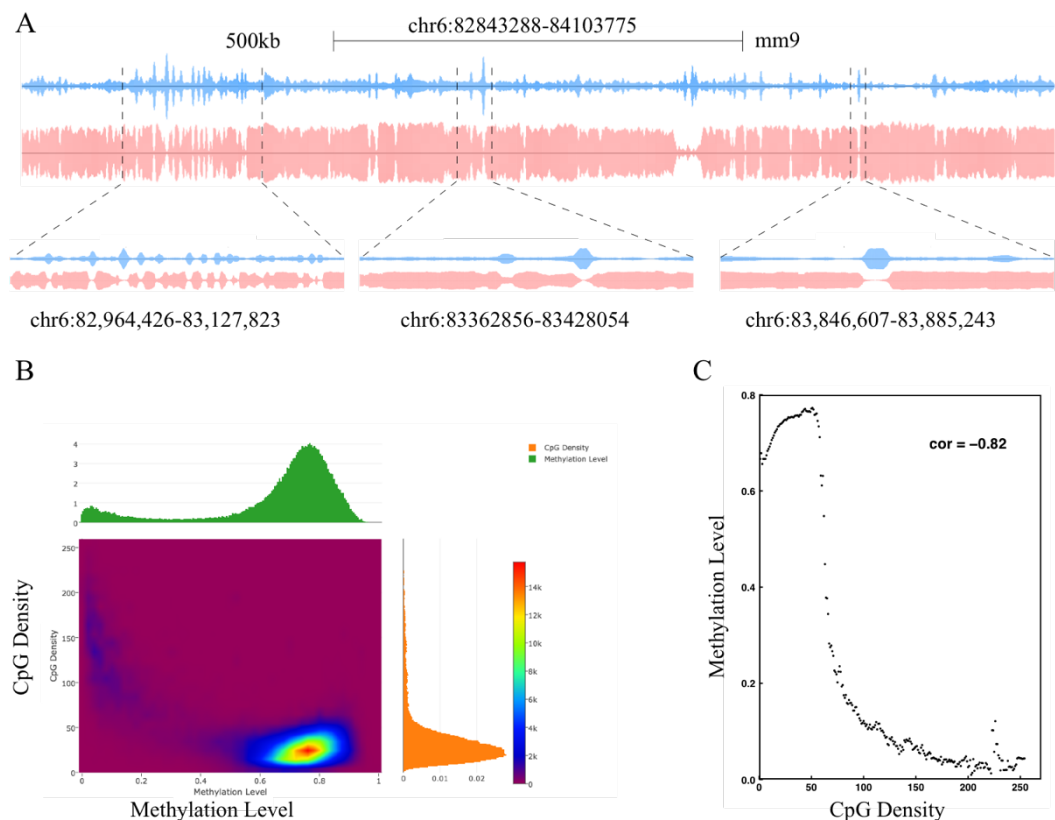 A
chr6:82843288-84103775
500kb
mm9
chr6:82,964,426-83,127,823
chr6:83362856-83428054
chr6:83,846,607-83,885,243
B
4
3
2
1
0
CpG Density
Methylation Level
CpG Density
CpG Density
250
200
150
100
50
0
0
0.2
0.4
0.6
0.8
1
Methylation Level
Methylation Level
0
0.01
0.02
14k
12k
10k
8k
6k
4k
2k
0
C
Methylation Level
0.8
0.6
0.4
0.2
0.0
cor = −0.82
0
50
100
150
200
250
CpG Density